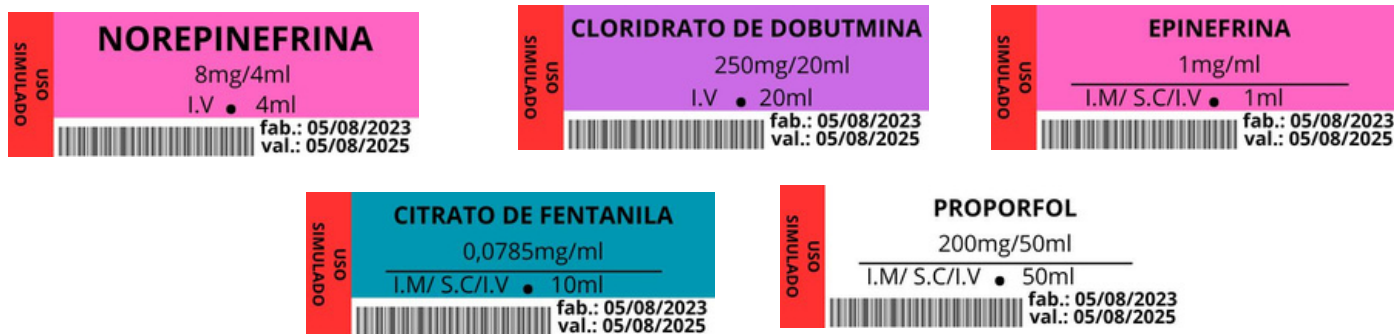 USO
SIMULADO
NOREPINEFRINA
8mg/4ml
I.V • 4ml
fab.: 05/08/2023
val.: 05/08/2025
USO
SIMULADO
CLORIDRATO DE DOBUTMINA
250mg/20ml
I.V • 20ml
fab.: 05/08/2023
val.: 05/08/2025
USO
SIMULADO
EPINEFRINA
1mg/ml
I.M/ S.C/I.V • 1ml
fab.: 05/08/2023
val.: 05/08/2025
USO
SIMULADO
CITRATO DE FENTANILA
0,0785mg/ml
I.M/ S.C/I.V • 10ml
fab.: 05/08/2023
val.: 05/08/2025
USO
SIMULADO
PROPORFOL
200mg/50ml
I.M/ S.C/I.V • 50ml
fab.: 05/08/2023
val.: 05/08/2025